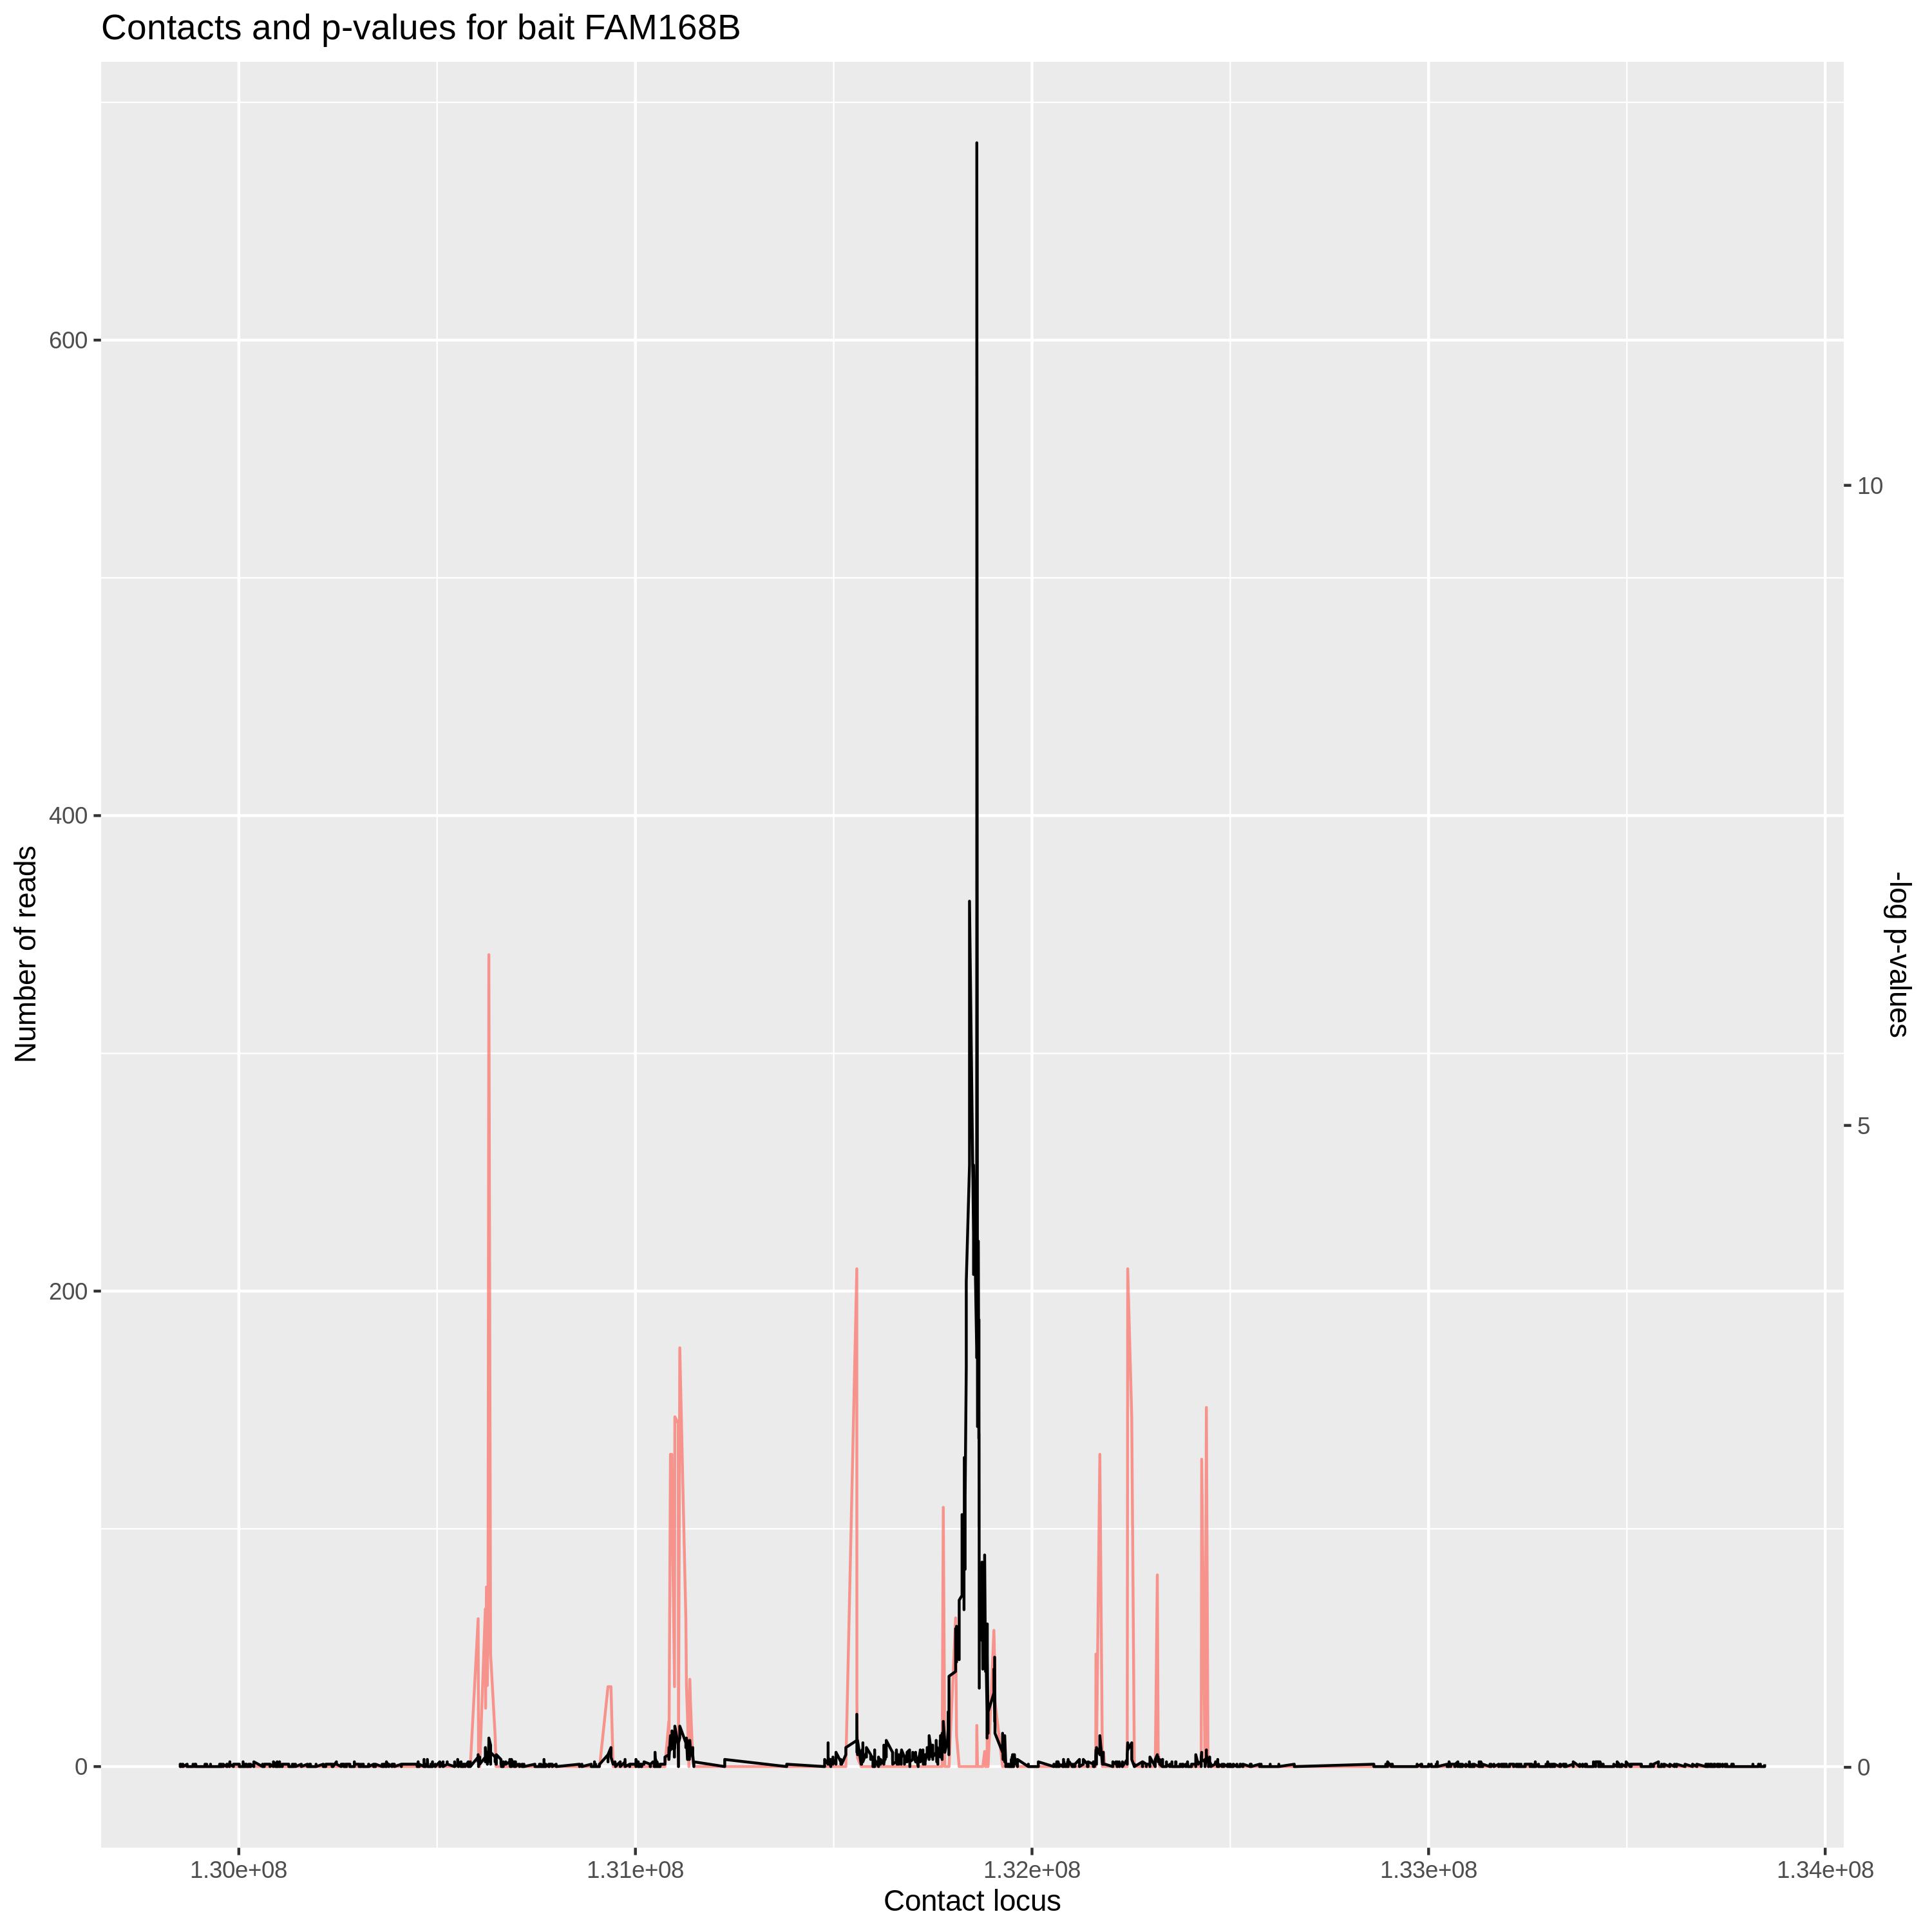 Contacts and p-values for bait FAM168B
600
400
200
0
Number of reads
10
5
0
-log p-values
1.30e+08
1.31e+08
1.32e+08
1.33e+08
1.34e+08
Contact locus